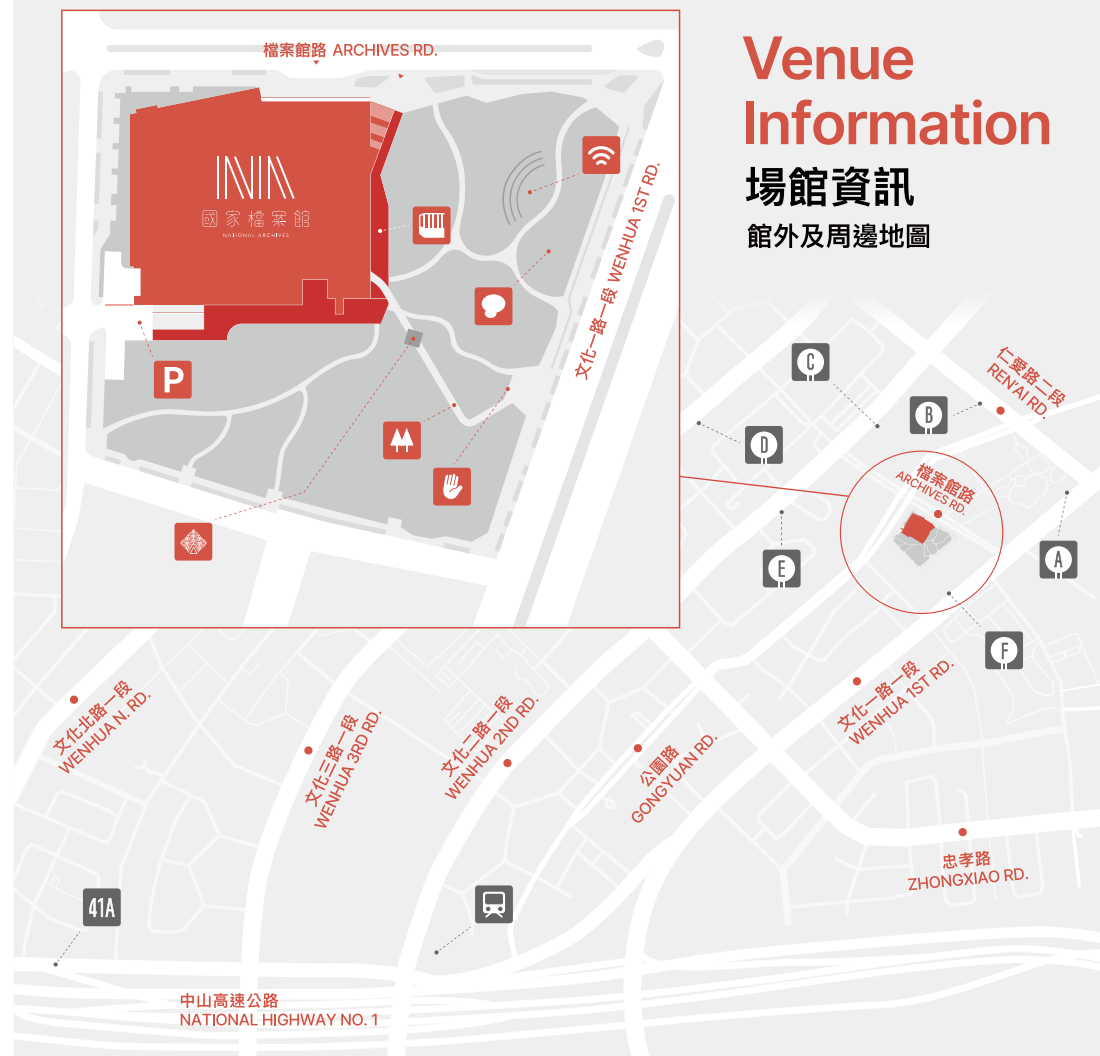 Venue
Information
場館資訊
館外及周邊地圖
檔案館路 ARCHIVES RD.
國家檔案館
NATIONAL ARCHIVES
文化一路一段 WENHUA 1ST RD.
P
仁愛路二段
REN'AI RD.
C
B
D
檔案館路
ARCHIVES RD.
E
A
F
文化北路一段
WENHUA N. RD.
文化三路一段
WENHUA 3RD RD.
文化二路一段
WENHUA 2ND RD.
公園路
GONGYUAN RD.
文化一路一段
WENHUA 1ST RD.
忠孝路
ZHONGXIAO RD.
41A
中山高速公路
NATIONAL HIGHWAY NO. 1